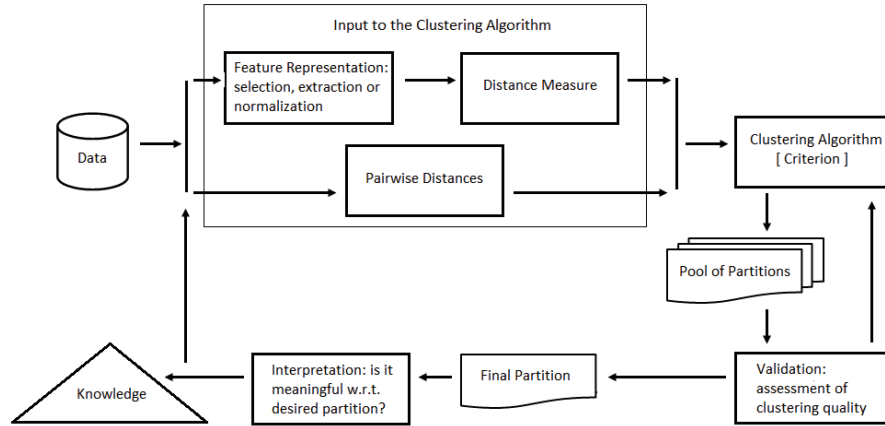 Input to the Clustering Algorithm
Feature Representation:
selection, extraction or
normalization
Distance Measure
Data
Pairwise Distances
Clustering Algorithm
[ Criterion ]
Pool of Partitions
Knowledge
Interpretation: is it
meaningful w.r.t.
desired partition?
Final Partition
Validation:
assessment of
clustering quality